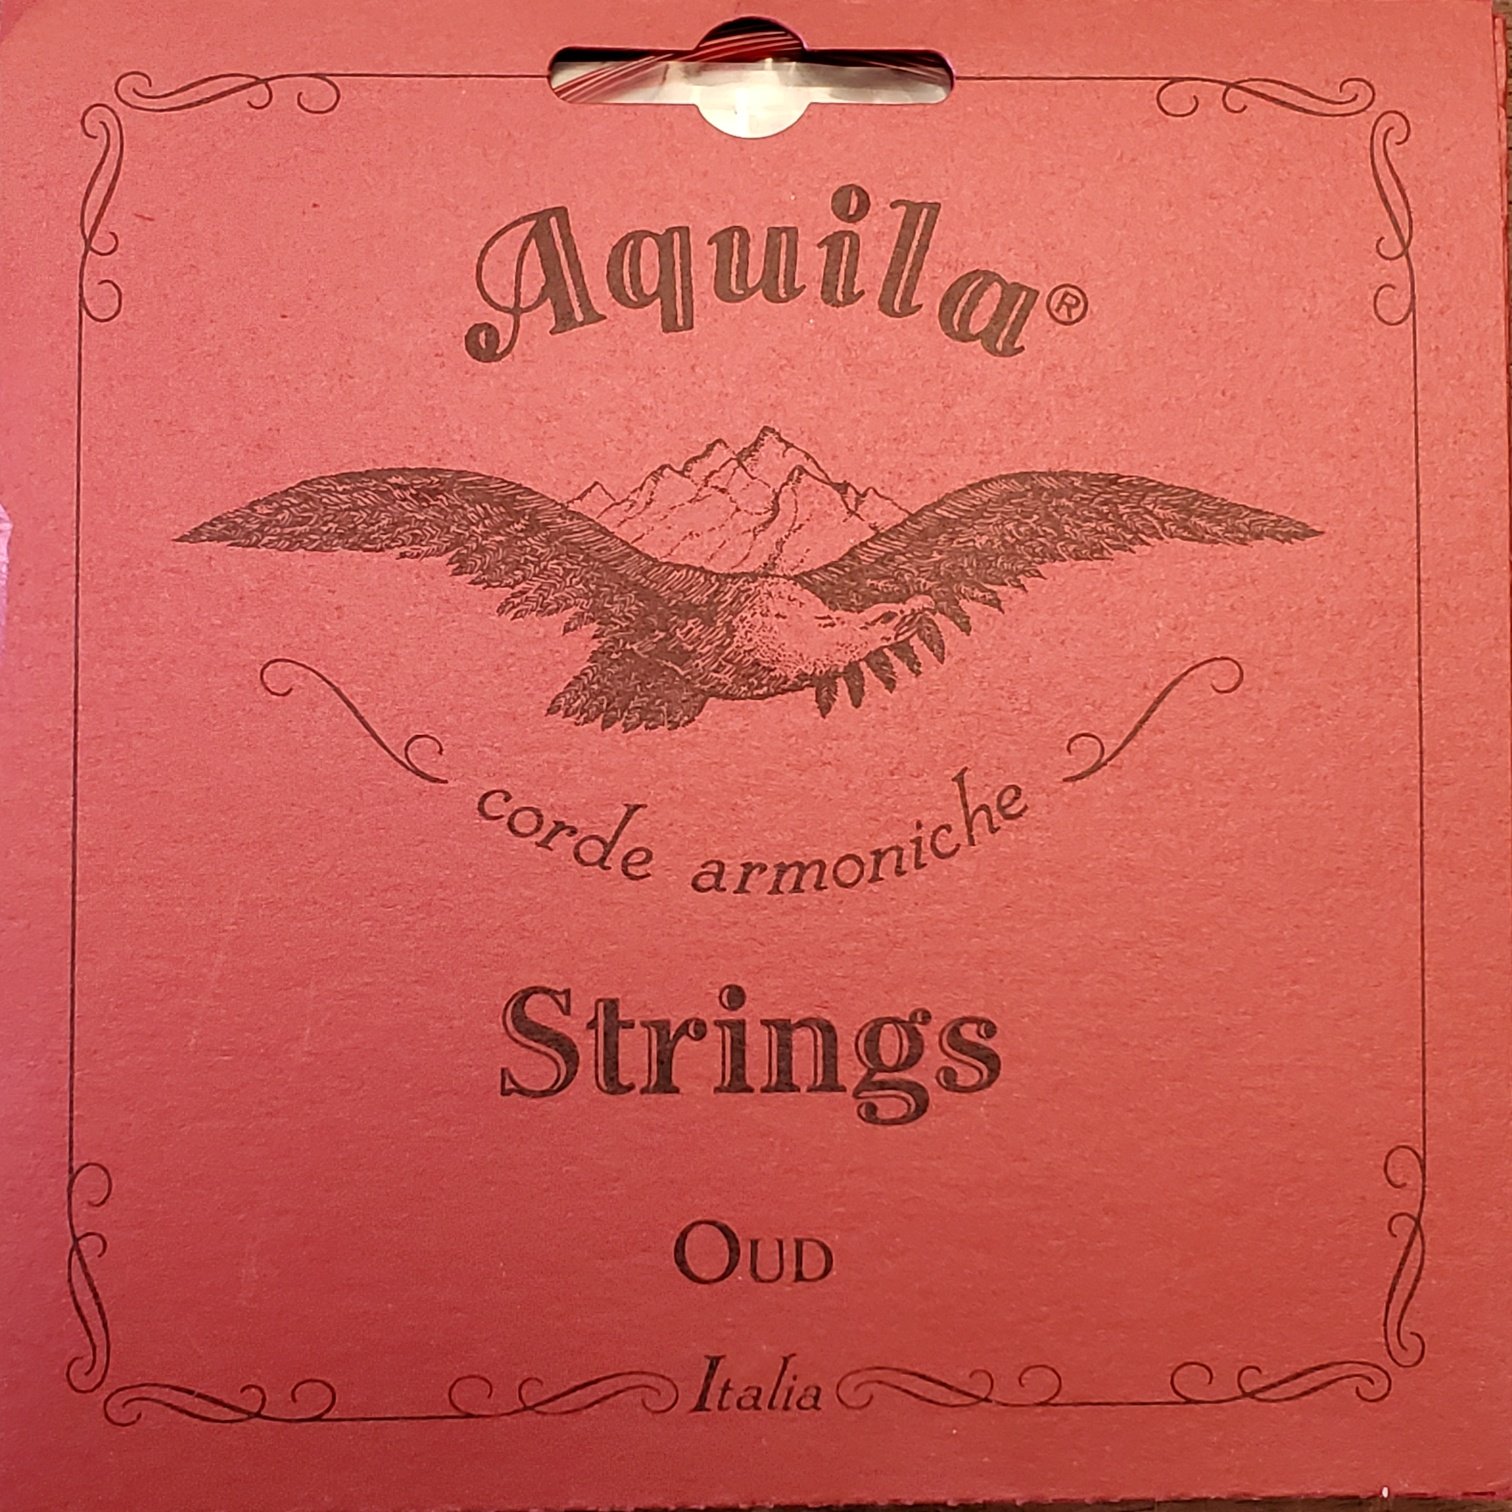 Aquila®
corde armoniche
Strings
OUD
Italia